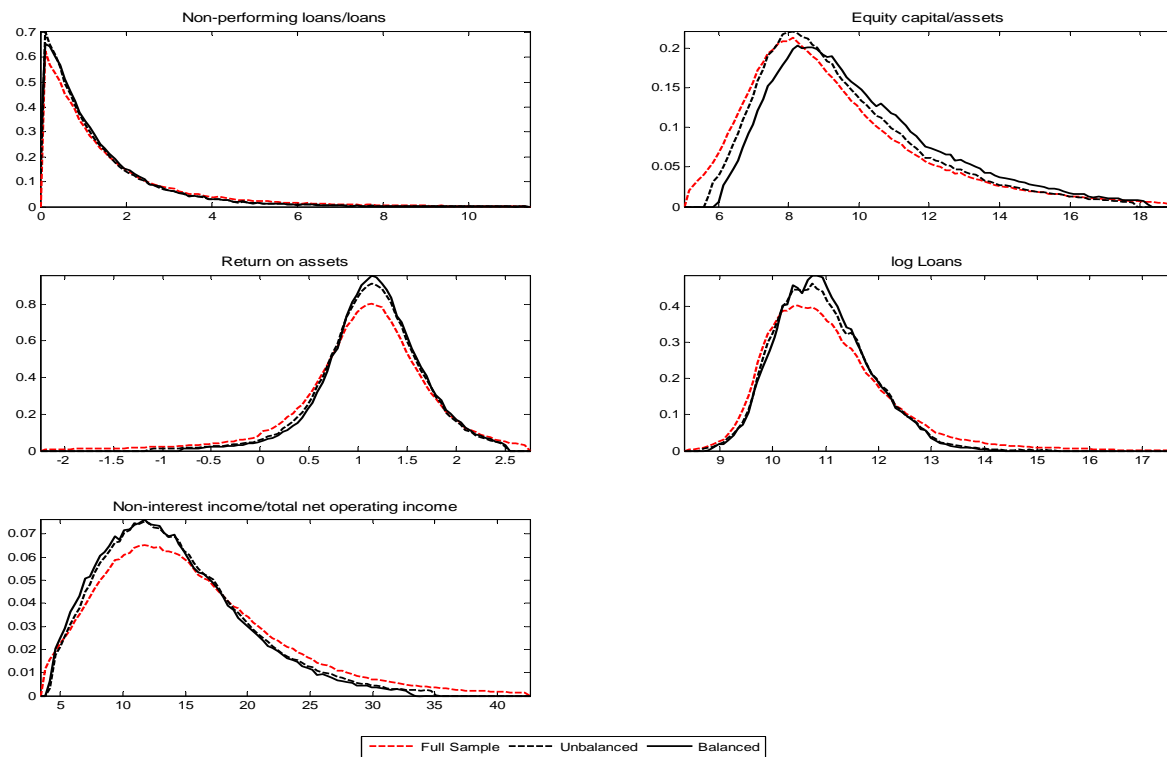 Non-performing loans/loans
0.7
0.6
0.5
0.4
0.3
0.2
0.1
0
0 2 4 6 8 10
Equity capital/assets
0.2
0.15
0.1
0.05
0
6 8 10 12 14 16 18
Return on assets
0.8
0.6
0.4
0.2
0
-2 -1.5 -1 -0.5 0 0.5 1 1.5 2 2.5
log Loans
0.4
0.3
0.2
0.1
0
9 10 11 12 13 14 15 16 17
Non-interest income/total net operating income
0.07
0.06
0.05
0.04
0.03
0.02
0.01
0
5 10 15 20 25 30 35 40
Full Sample Unbalanced Balanced